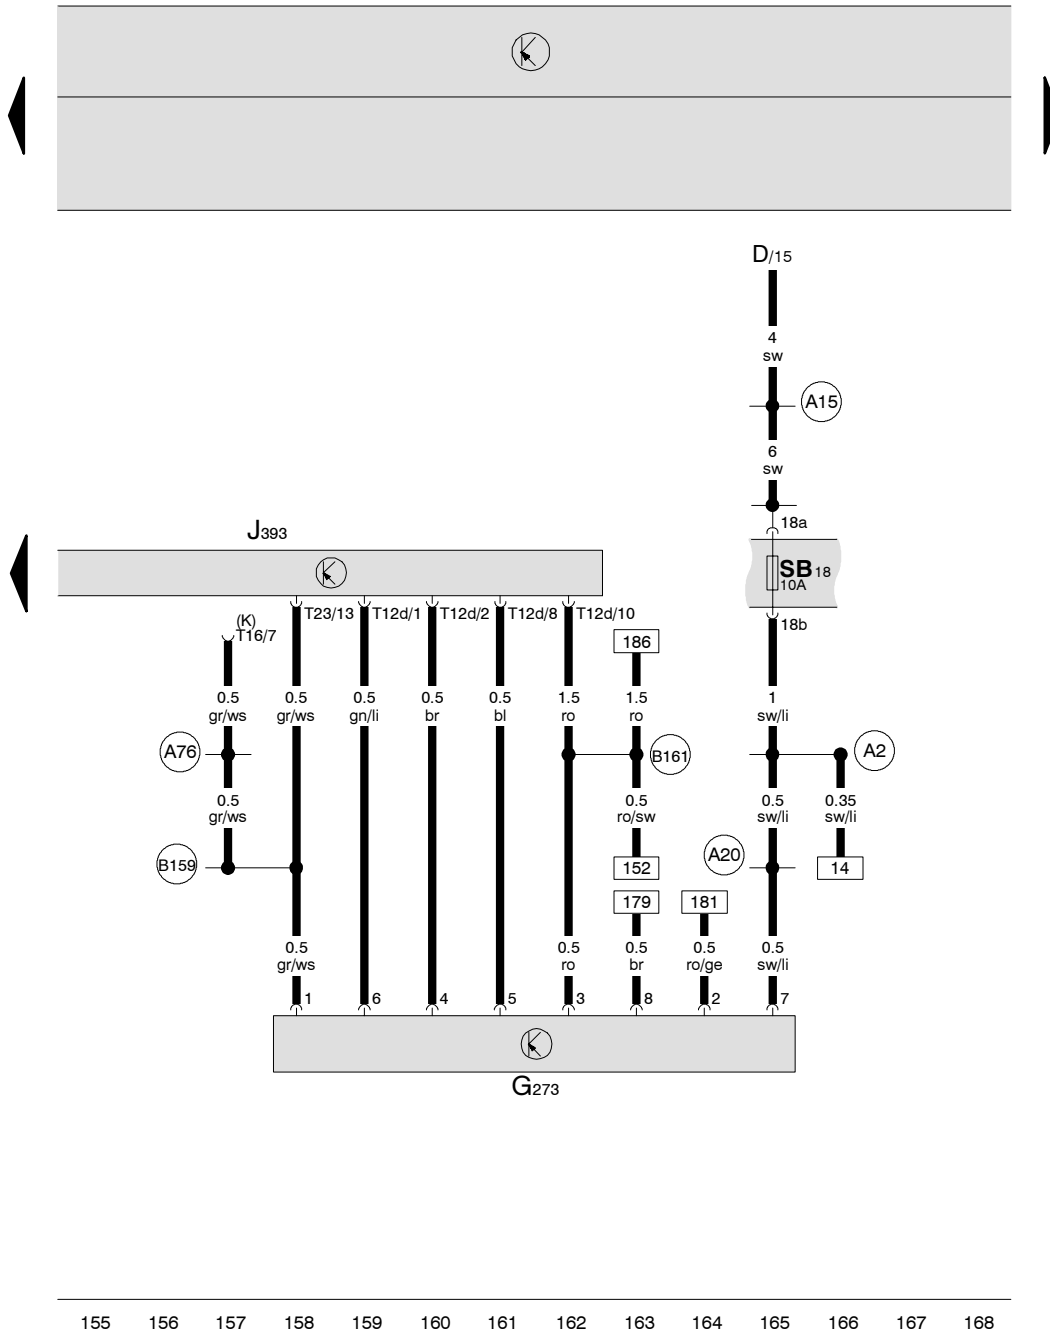 D/15
4
sw
A15
6
sw
18a
J393
SB 18
10A
T23/13 T12d/1 T12d/2 T12d/8 T12d/10
(K)
T16/7
18b
186
0.5 0.5 0.5 0.5 0.5 1.5 1.5 1
gr/ws gr/ws gn/li br bl ro ro sw/li
A76 B161 A2
0.5 0.5 0.5 0.35
gr/ws ro/sw sw/li sw/li
B159 152 A20 14
179 181
0.5 0.5 0.5 0.5 0.5
gr/ws ro br ro/ge sw/li
1 6 4 5 3 8 2 7
G273
155 156 157 158 159 160 161 162 163 164 165 166 167 168